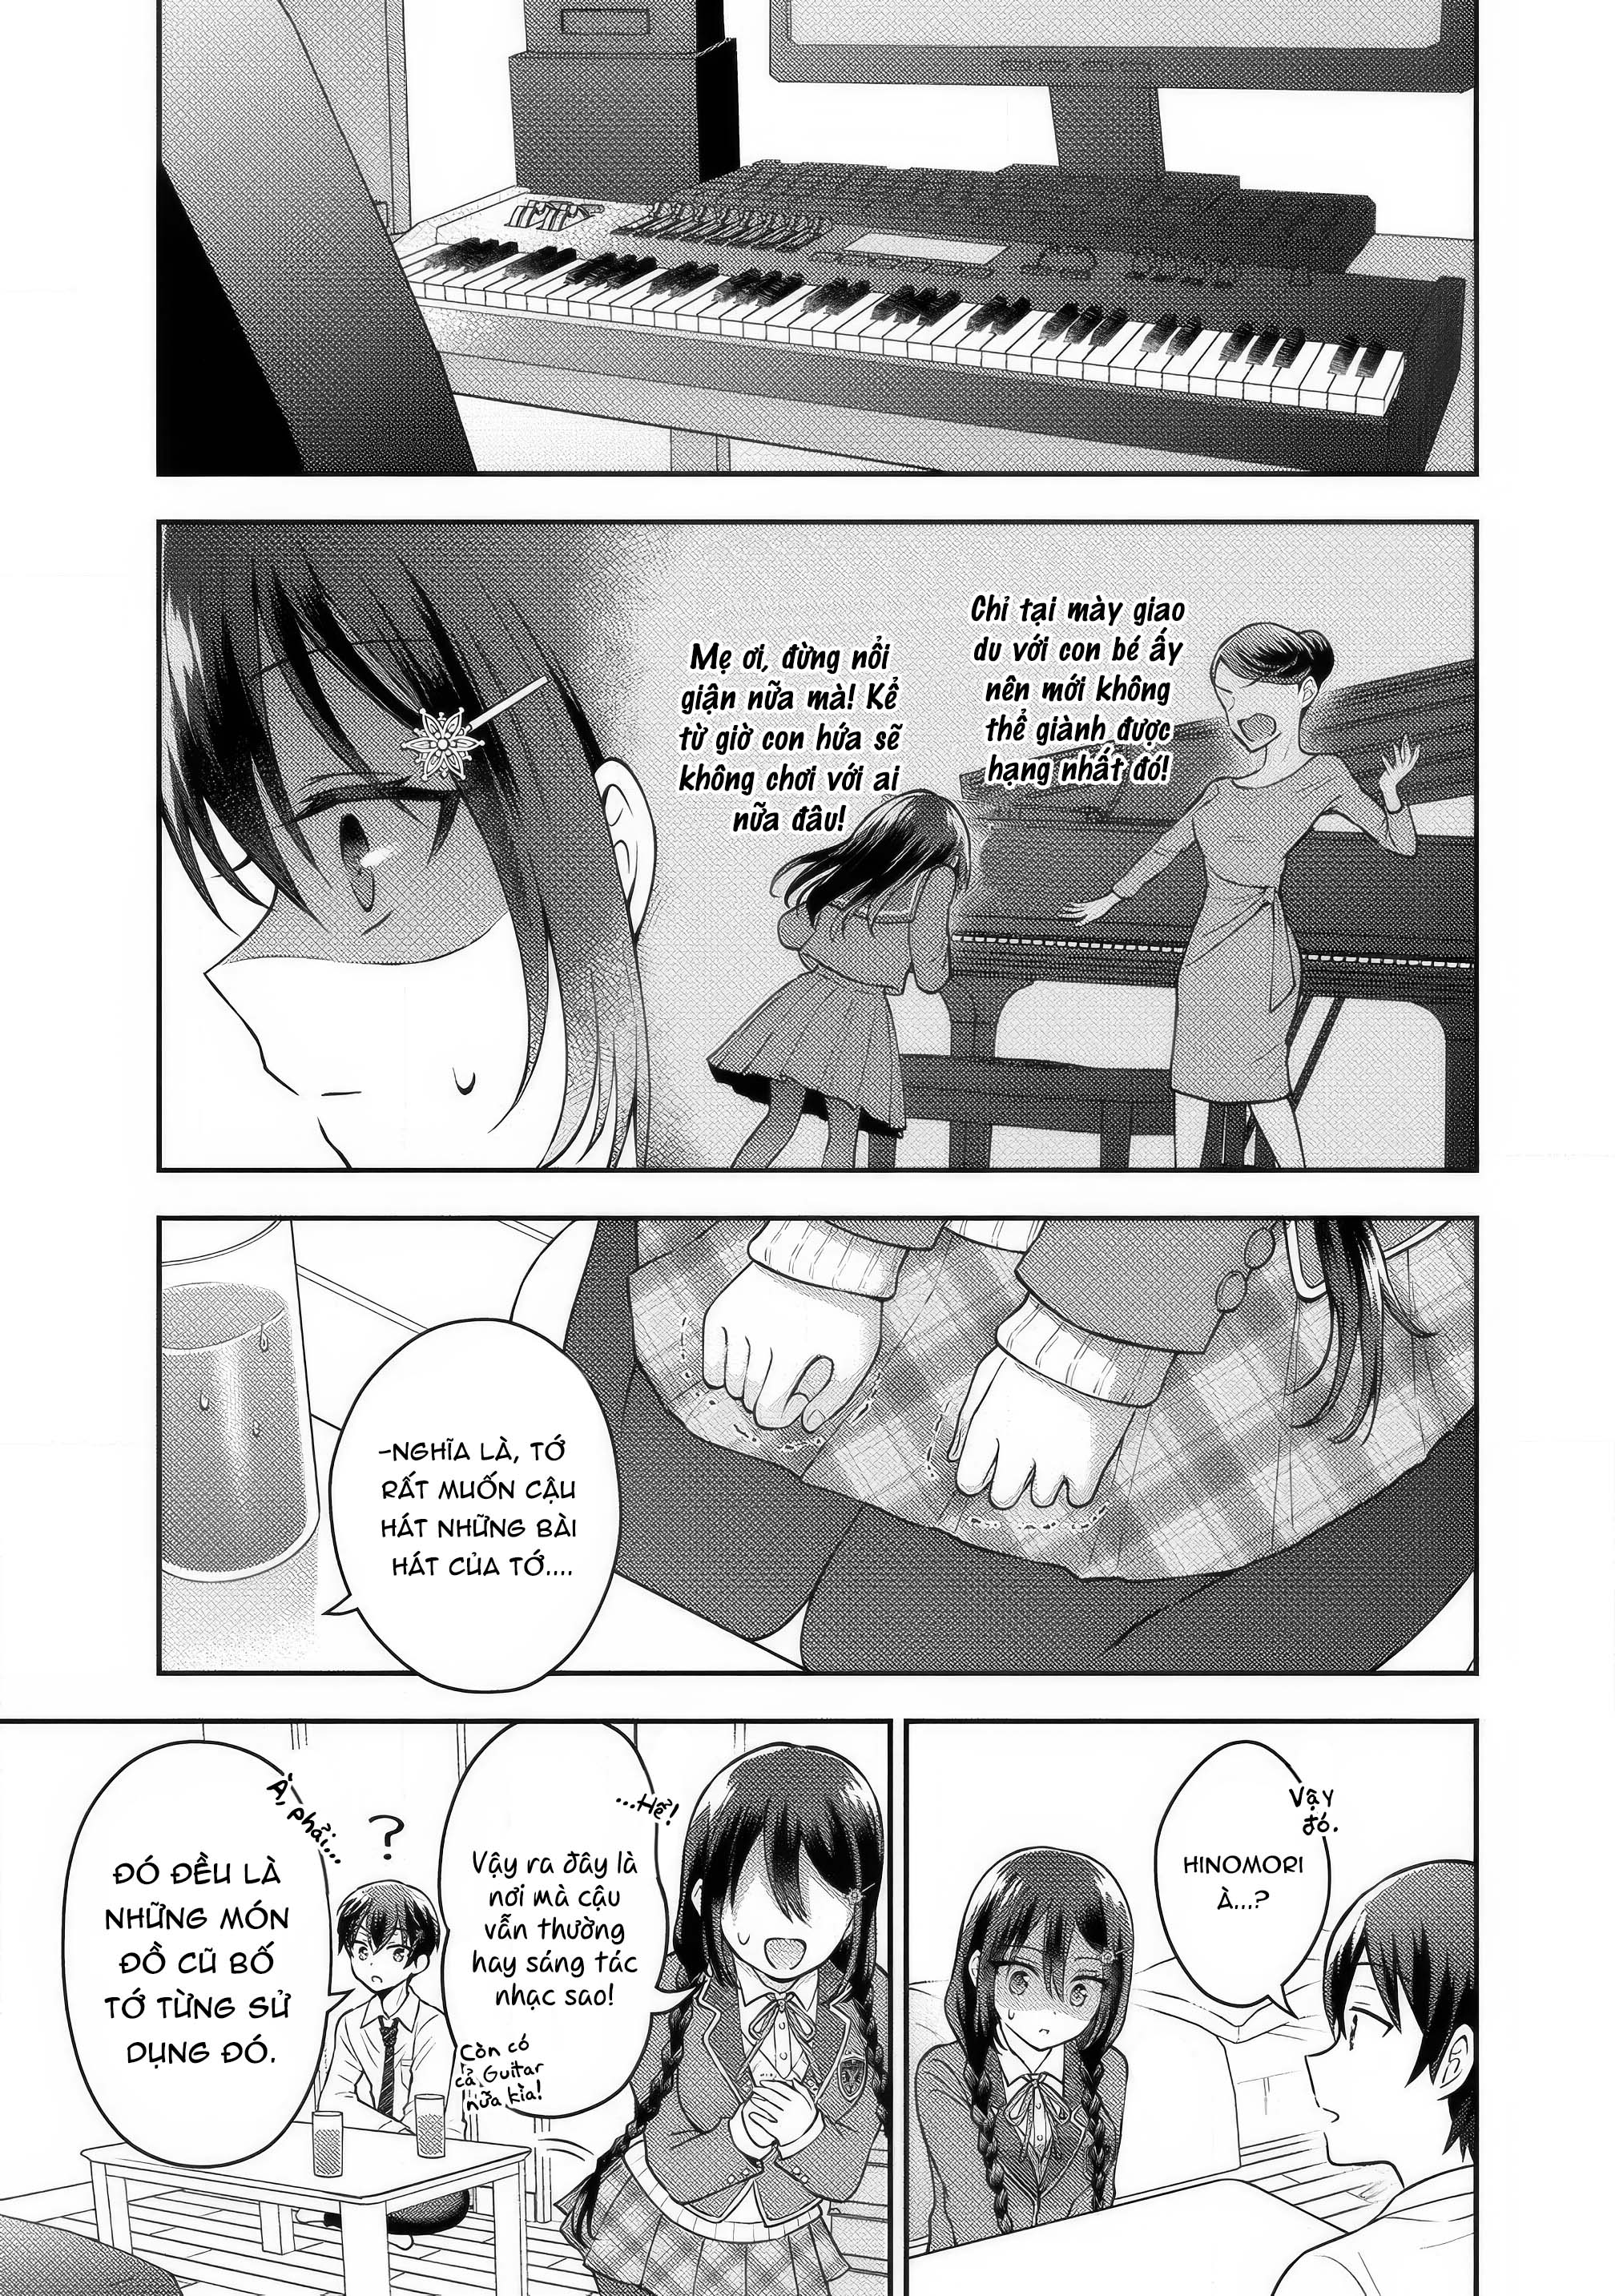 Chỉ tại mày giao
du với con bé ấy
nên mới không
thể giành được
hạng nhất đó!
Mẹ ơi, đừng nổi
giận nữa mà! Kể
từ giờ con hứa sẽ
không chơi với ai
nữa đâu!
-NGHĨA LÀ, TỚ
RẤT MUỐN CẬU
HÁT NHỮNG BÀI
HÁT CỦA TỚ....
Vậy
đó.
HINOMORI
À...?
...Hể!
Vậy ra đây là
nơi mà cậu
vẫn thường
hay sáng tác
nhạc sao!
Còn có
cả Guitar
nữa kìa!
?
À, phải...
ĐÓ ĐỀU LÀ
NHỮNG MÓN
ĐỒ CŨ BỐ
TỚ TỪNG SỬ
DỤNG ĐÓ.